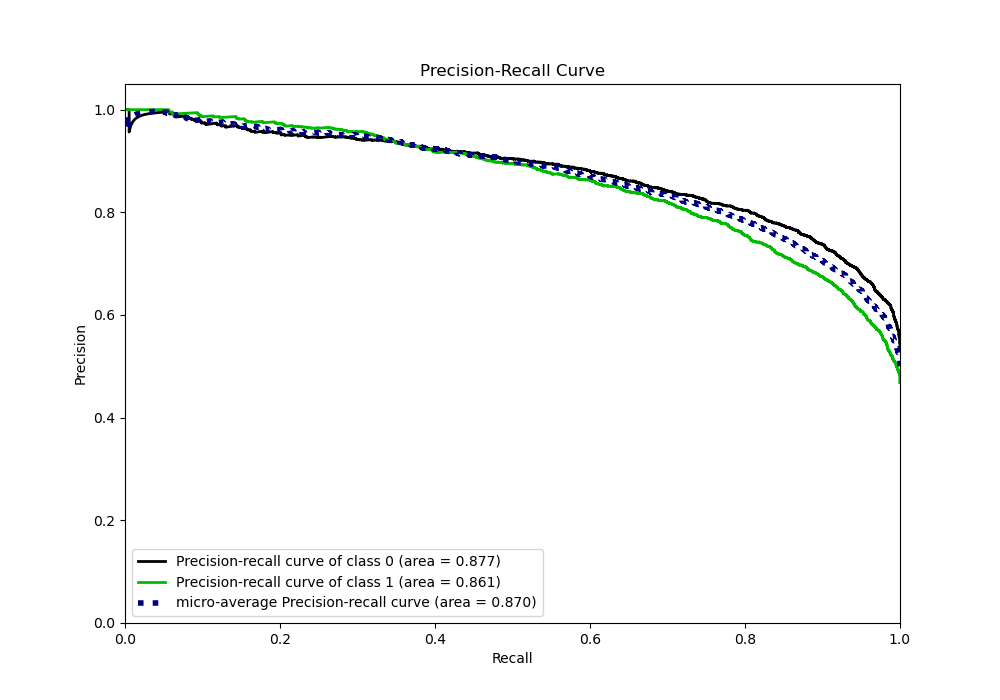 Precision-Recall Curve
1.0
0.8
0.6
0.4
0.2
0.0
Precision
Precision-recall curve of class 0 (area = 0.877)
Precision-recall curve of class 1 (area = 0.861)
micro-average Precision-recall curve (area = 0.870)
0.0 0.2 0.4 0.6 0.8 1.0
Recall